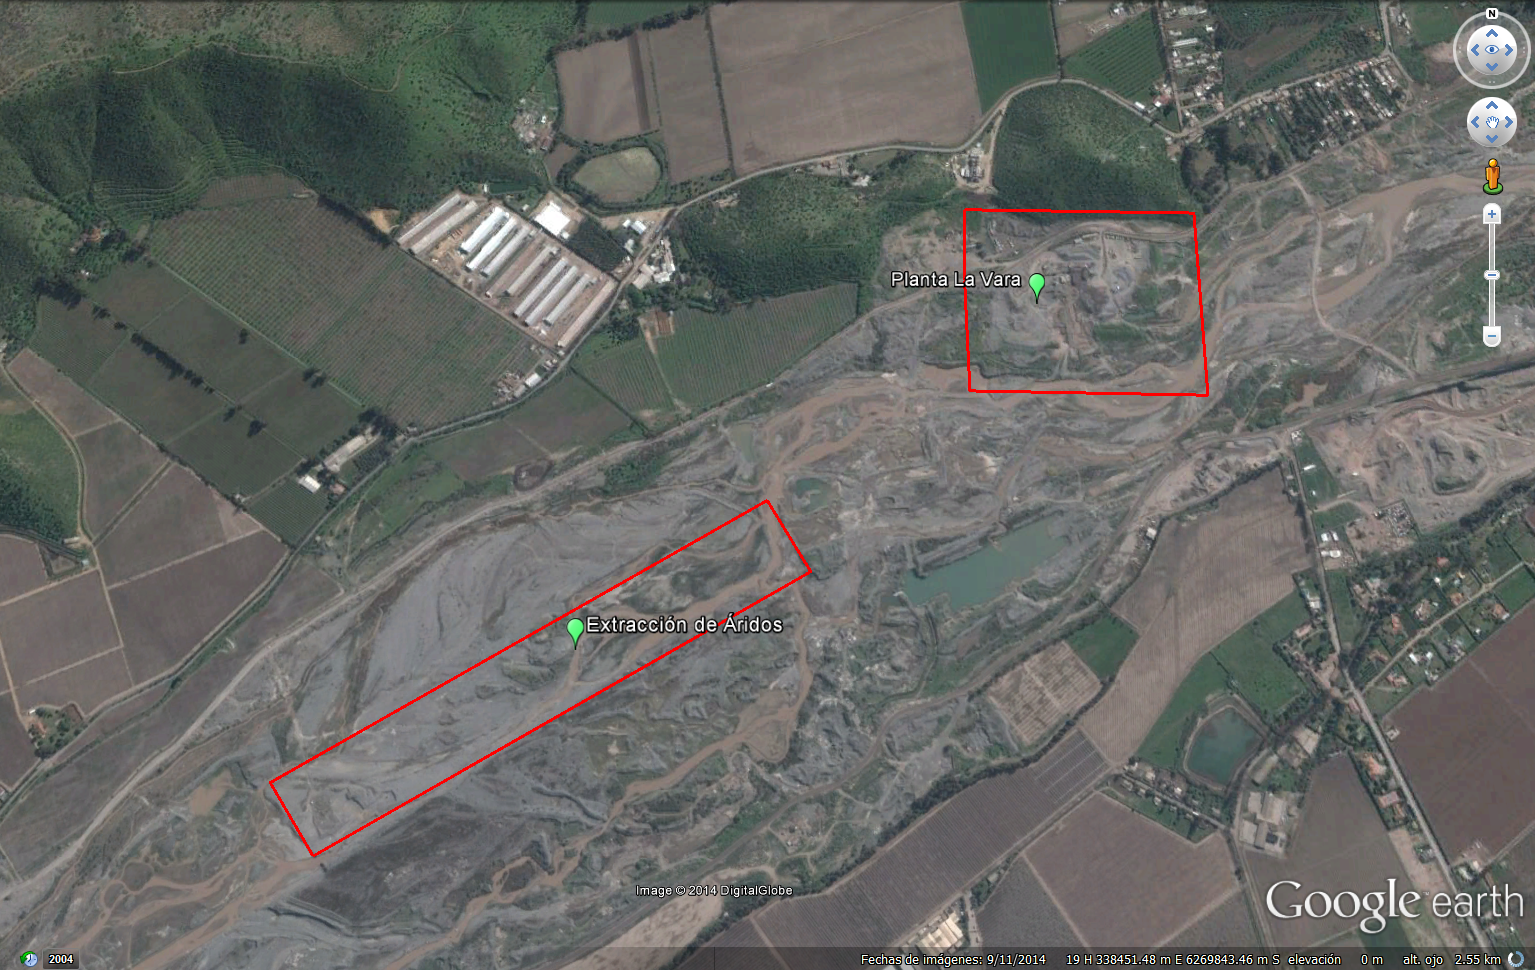 N
Planta La Vara
Extracción de Áridos
Image © 2014 DigitalGlobe
Google earth
2004
Fechas de imágenes: 9/11/2014 19 H 338451.48 m E 6269843.46 m S elevación 0 m alt. ojo 2.55 km